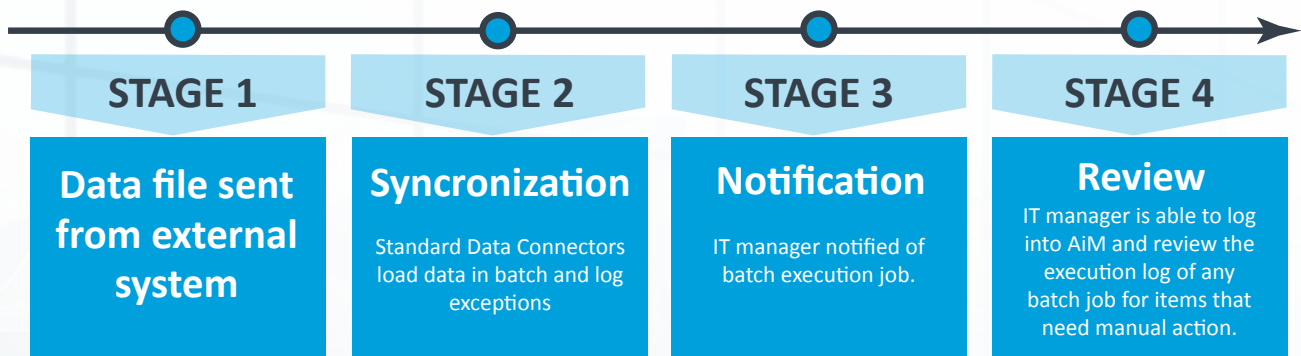 STAGE 1
Data file sent
from external
system
STAGE 2
Syncronization
Standard Data Connectors
load data in batch and log
exceptions
STAGE 3
Notification
IT manager notified of
batch execution job.
STAGE 4
Review
IT manager is able to log
into AiM and review the
execution log of any
batch job for items that
need manual action.